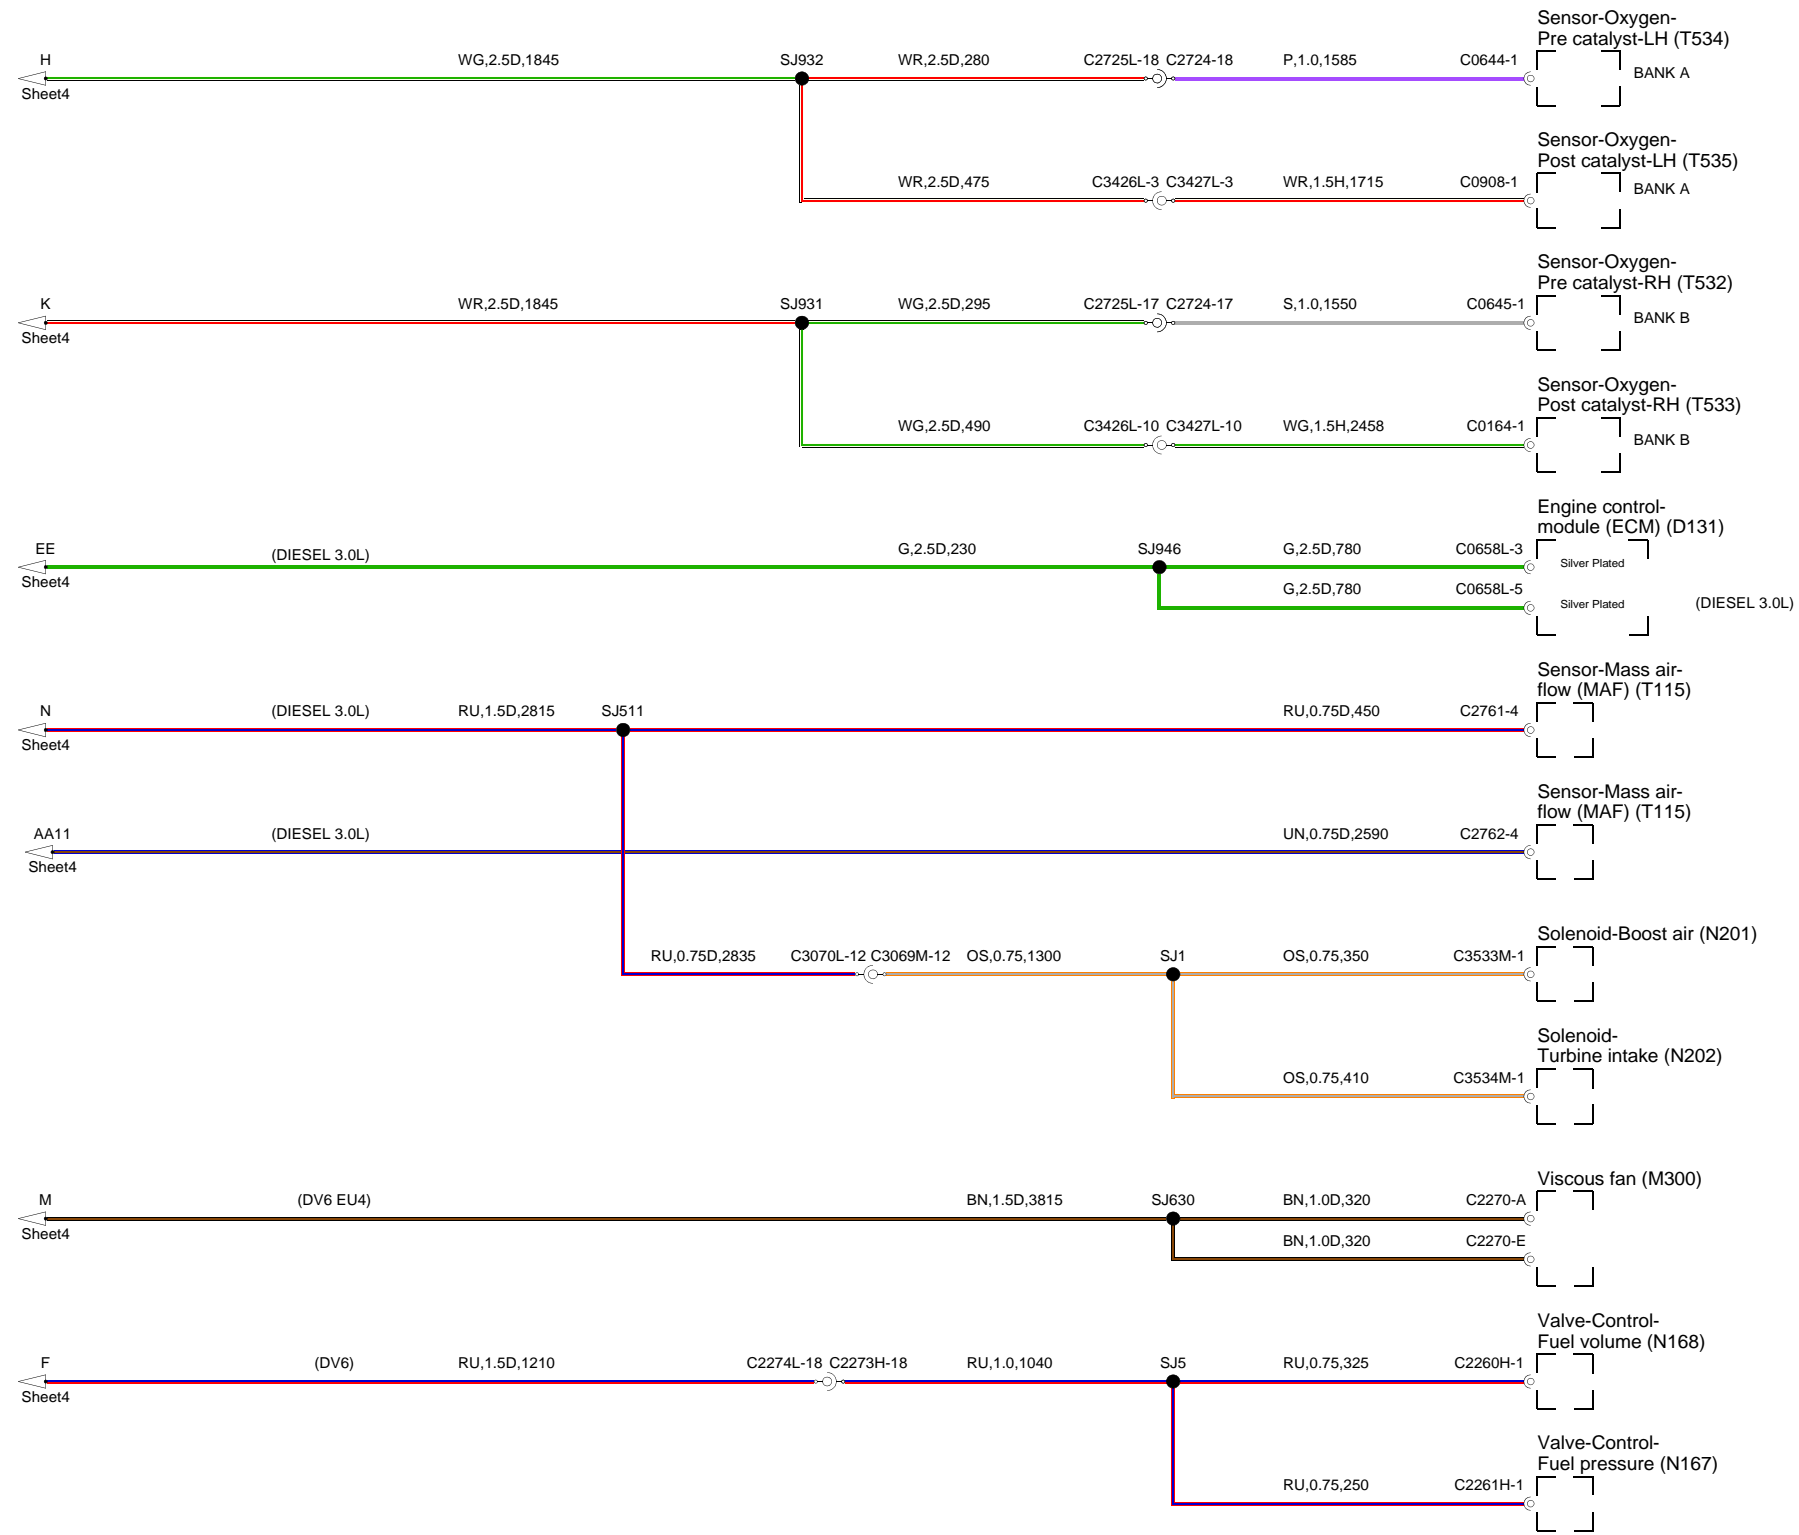 Sensor-Oxygen-
Pre catalyst-LH (T534)
H
WG,2.5D,1845
SJ932
WR,2.5D,280
C2725L-18
C2724-18
P,1.0,1585
C0644-1
BANK A
Sheet4
Sensor-Oxygen-
Post catalyst-LH (T535)
WR,2.5D,475
C3426L-3
C3427L-3
WR,1.5H,1715
C0908-1
BANK A
Sensor-Oxygen-
Pre catalyst-RH (T532)
K
WR,2.5D,1845
SJ931
WG,2.5D,295
C2725L-17
C2724-17
S,1.0,1550
C0645-1
BANK B
Sheet4
Sensor-Oxygen-
Post catalyst-RH (T533)
WG,2.5D,490
C3426L-10
C3427L-10
WG,1.5H,2458
C0164-1
BANK B
Engine control-
module (ECM) (D131)
EE
(DIESEL 3.0L)
G,2.5D,230
SJ946
G,2.5D,780
C0658L-3
Silver Plated
Sheet4
G,2.5D,780
C0658L-5
Silver Plated
(DIESEL 3.0L)
Sensor-Mass air-
flow (MAF) (T115)
N
(DIESEL 3.0L)
RU,1.5D,2815
SJ511
RU,0.75D,450
C2761-4
Sheet4
Sensor-Mass air-
flow (MAF) (T115)
AA11
(DIESEL 3.0L)
UN,0.75D,2590
C2762-4
Sheet4
Solenoid-Boost air (N201)
RU,0.75D,2835
C3070L-12
C3069M-12
OS,0.75,1300
SJ1
OS,0.75,350
C3533M-1
Solenoid-
Turbine intake (N202)
OS,0.75,410
C3534M-1
Viscous fan (M300)
M
(DV6 EU4)
BN,1.5D,3815
SJ630
BN,1.0D,320
C2270-A
Sheet4
BN,1.0D,320
C2270-E
Valve-Control-
Fuel volume (N168)
F
(DV6)
RU,1.5D,1210
C2274L-18
C2273H-18
RU,1.0,1040
SJ5
RU,0.75,325
C2260H-1
Sheet4
Valve-Control-
Fuel pressure (N167)
RU,0.75,250
C2261H-1